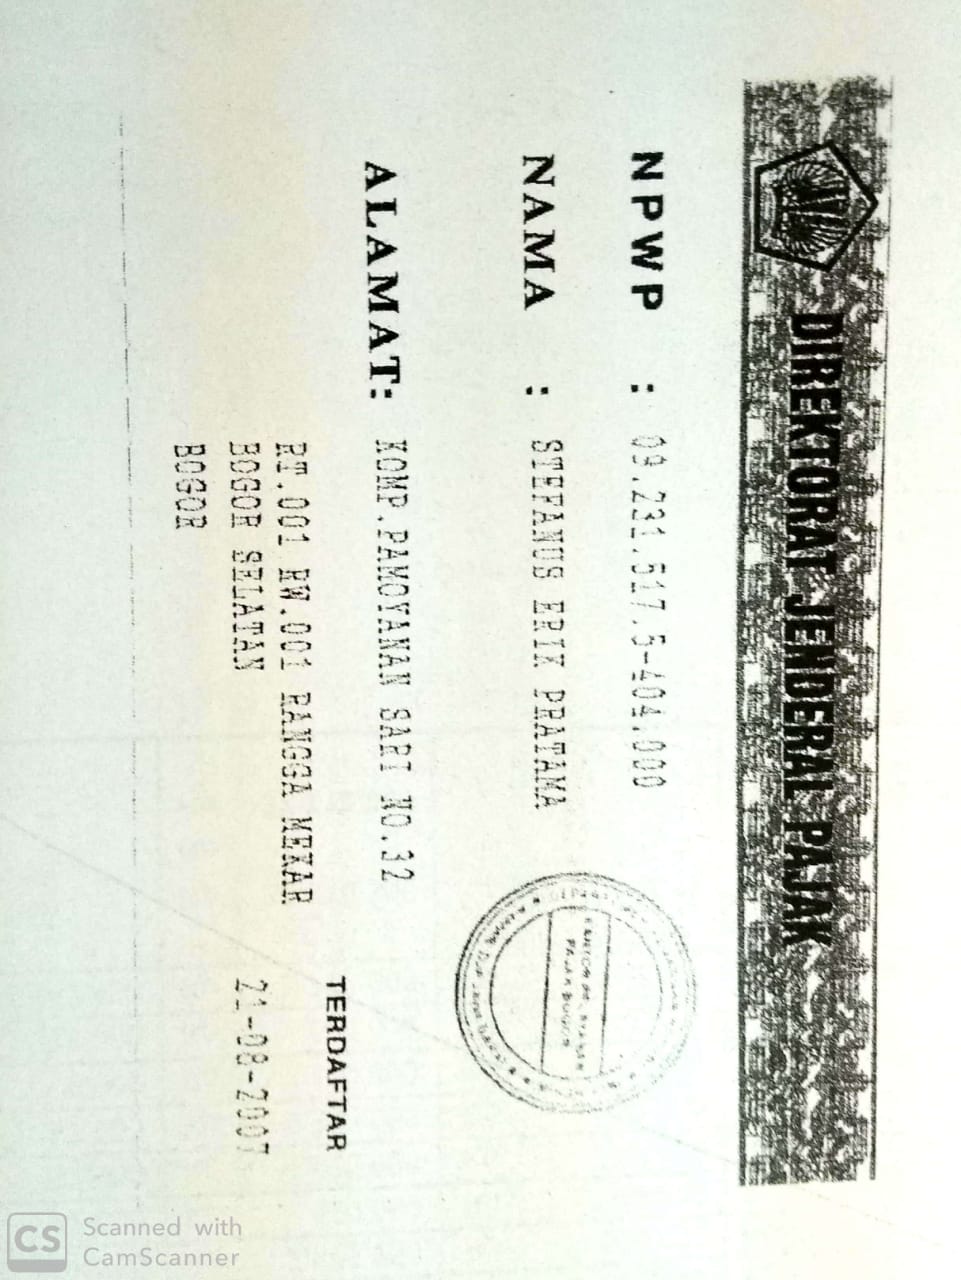 DIREKTORAT JENDERAL PAJAK
NPWP : 09.231.517.5-404.000
NAMA : STEFANUS ERIK PRATAMA
ALAMAT: KOMP.PAMOYANAN SARI NO.32
RT.001 RW.001 RANGGA MEKAR
BOGOR SELATAN
BOGOR
TERDAFTAR
21-08-2007
PAJAK BOGOR
CS Scanned with
CamScanner